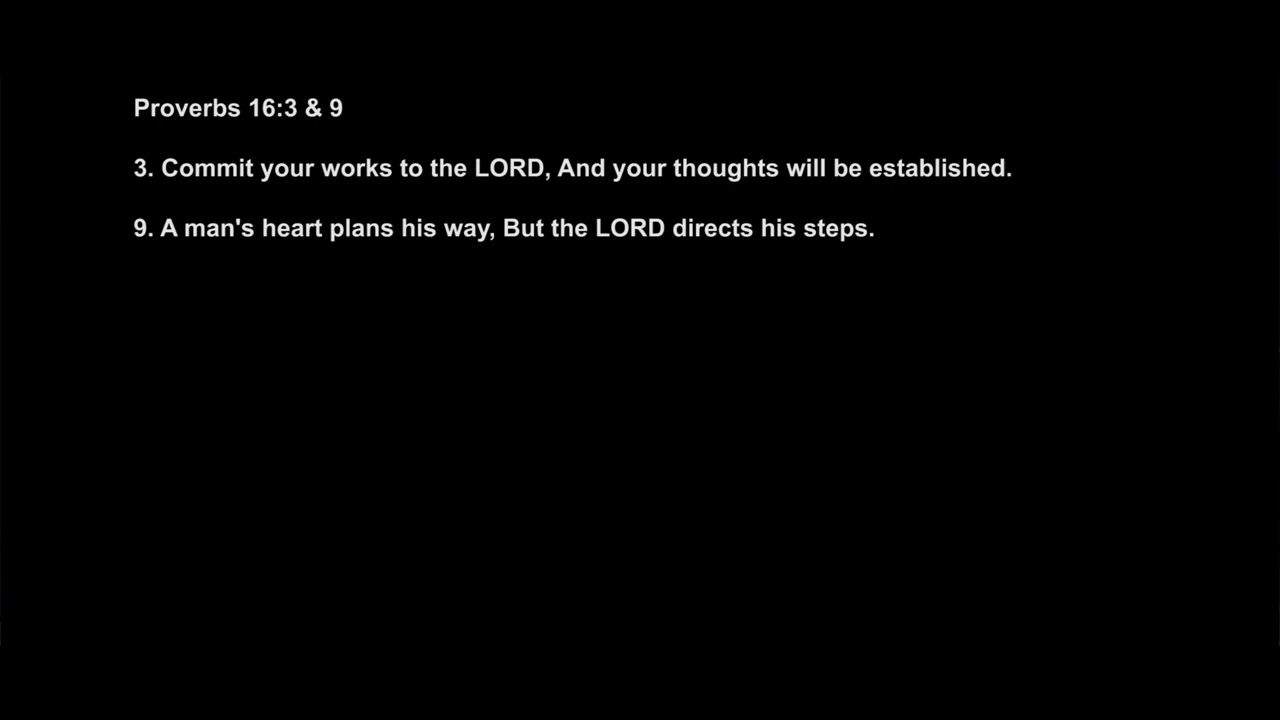 Proverbs 16:3 & 9
3. Commit your works to the LORD, And your thoughts will be established.
9. A man's heart plans his way, But the LORD directs his steps.